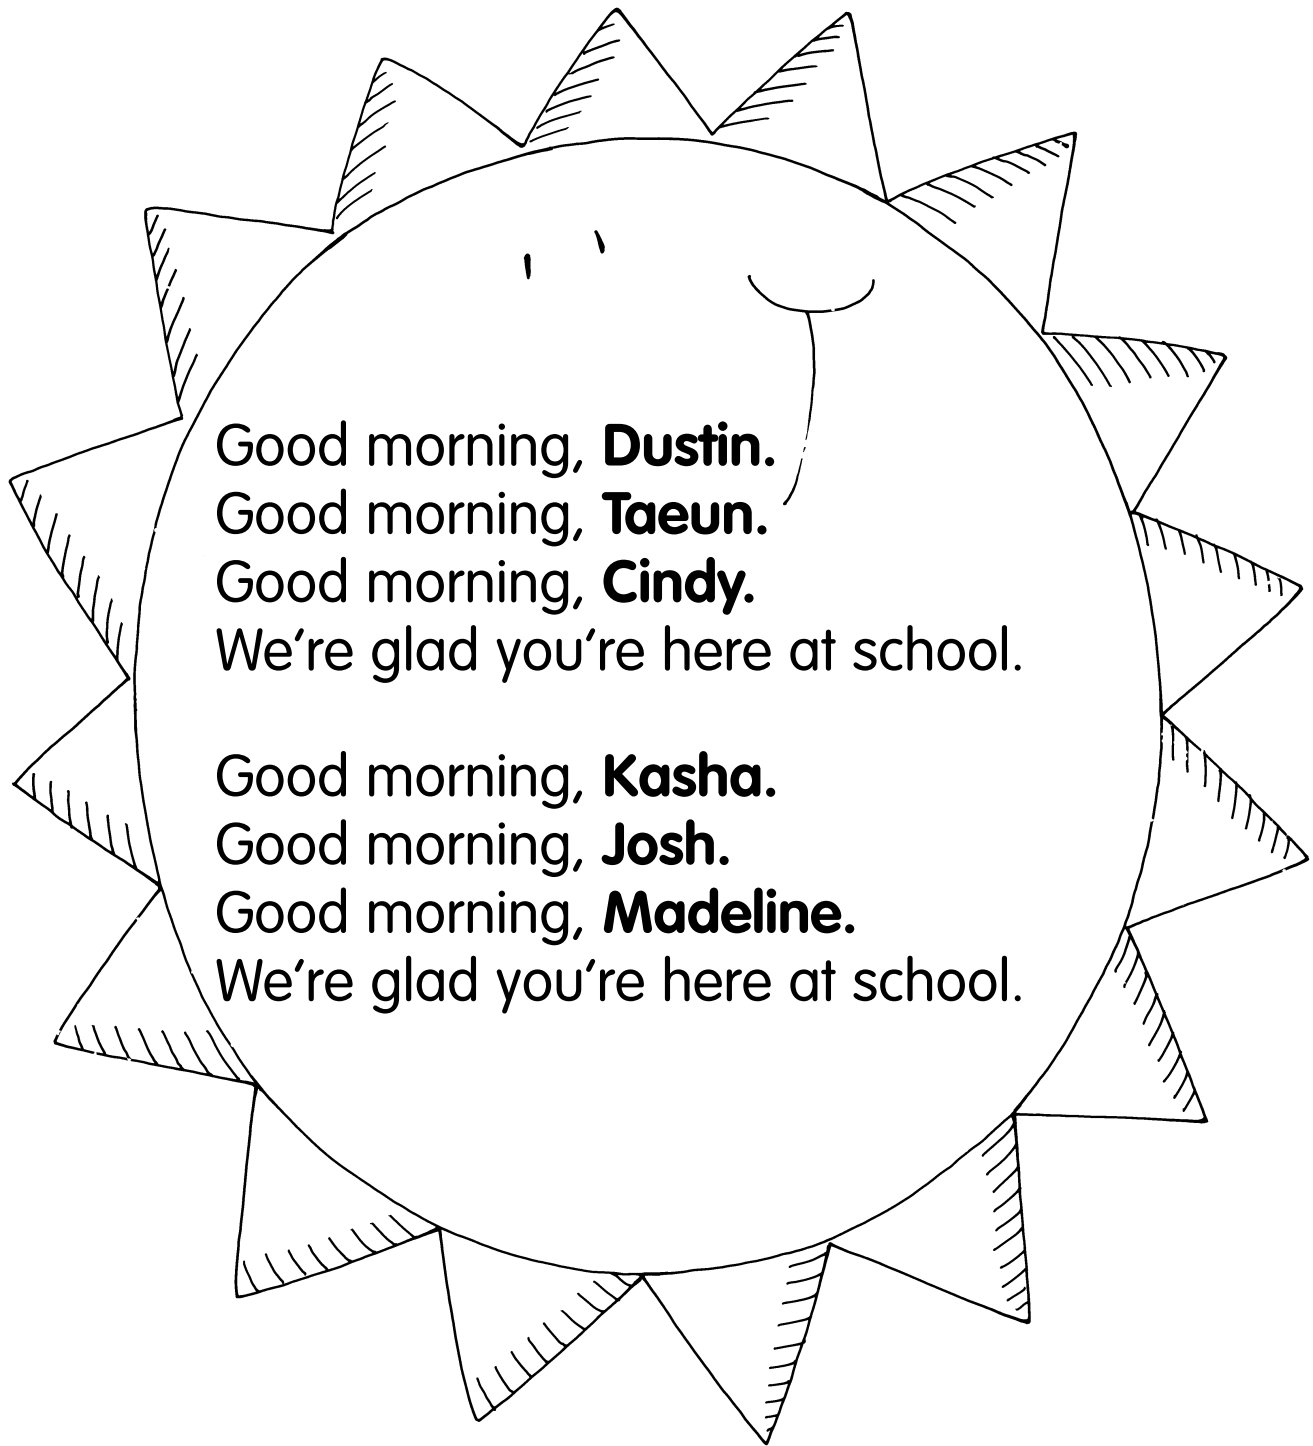 Good morning, Dustin.
Good morning, Taeun.
Good morning, Cindy.
We’re glad you’re here at school.
Good morning, Kasha.
Good morning, Josh.
Good morning, Madeline.
We’re glad you’re here at school.